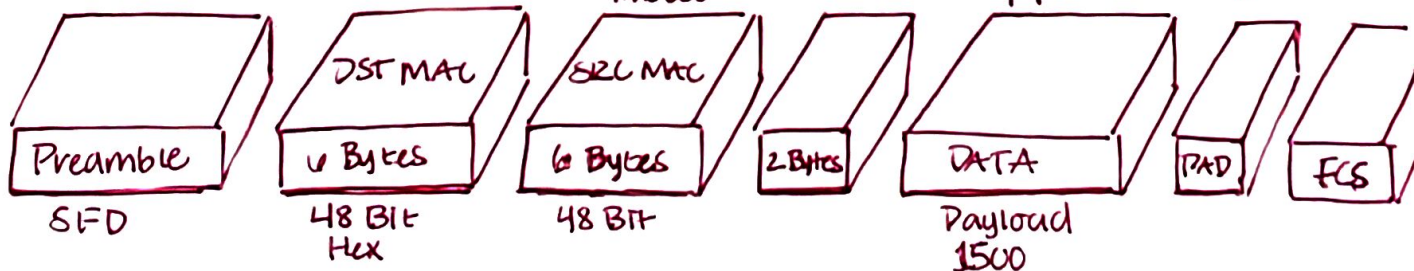 DST MAC SRC MAC
Preamble 6 Bytes 6 Bytes 2 Bytes DATA PAD FCS
SFD 48 Bit 48 Bit Payload
Hex 1500